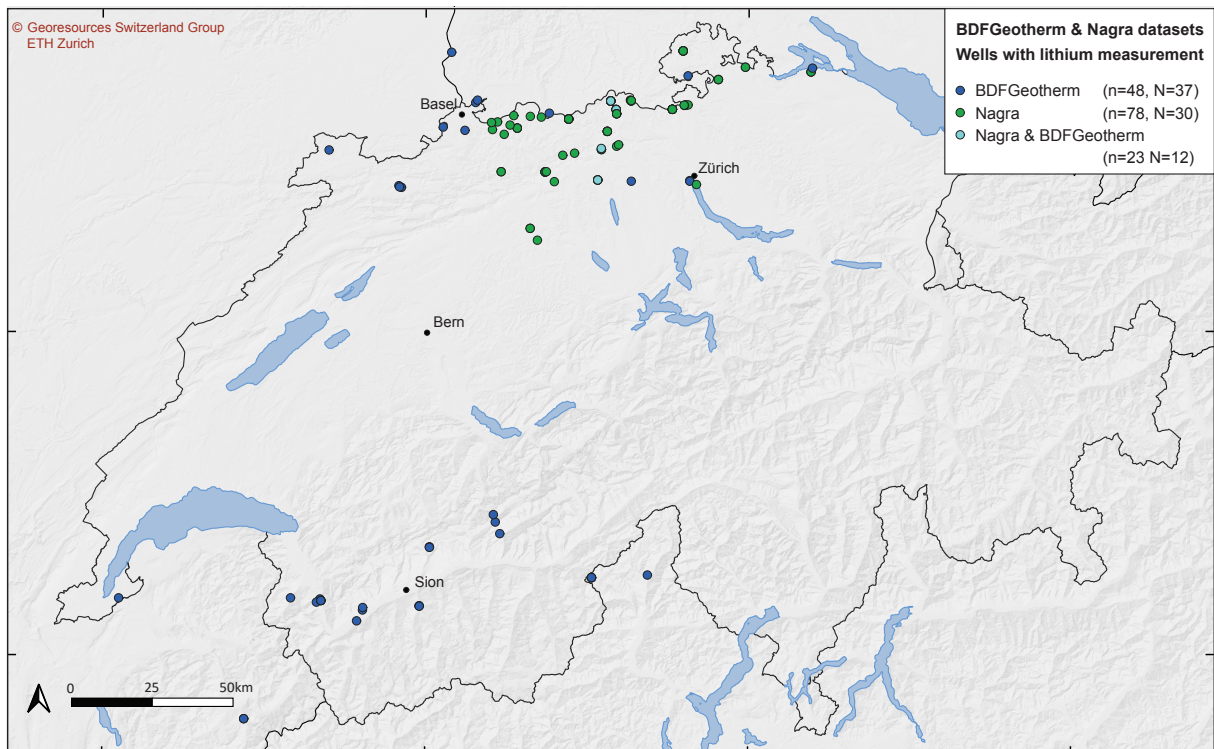 © Georesources Switzerland Group
ETH Zurich
BDFGeotherm & Nagra datasets
Wells with lithium measurement
BDFGeotherm (n=48, N=37)
Nagra (n=78, N=30)
Nagra & BDFGeotherm
(n=23 N=12)
Basel
Zürich
Bern
Sion
0 25 50km